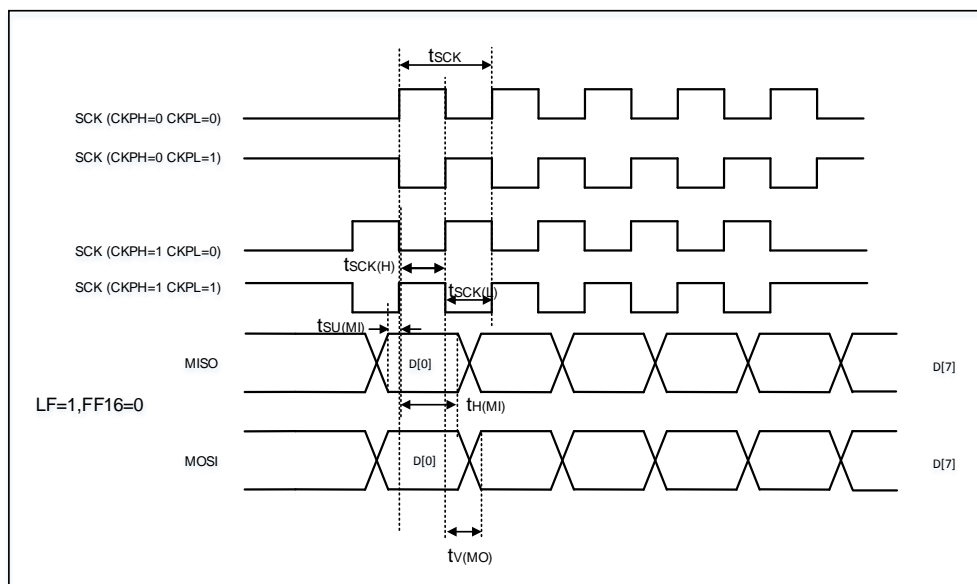 tSCK
SCK (CKPH=0 CKPL=0)
SCK (CKPH=0 CKPL=1)
SCK (CKPH=1 CKPL=0)
tSCK(H)
SCK (CKPH=1 CKPL=1)
tSCK(L)
tSU(MI)
MISO
D[0]
D[7]
LF=1,FF16=0
tH(MI)
MOSI
D[0]
D[7]
tV(MO)